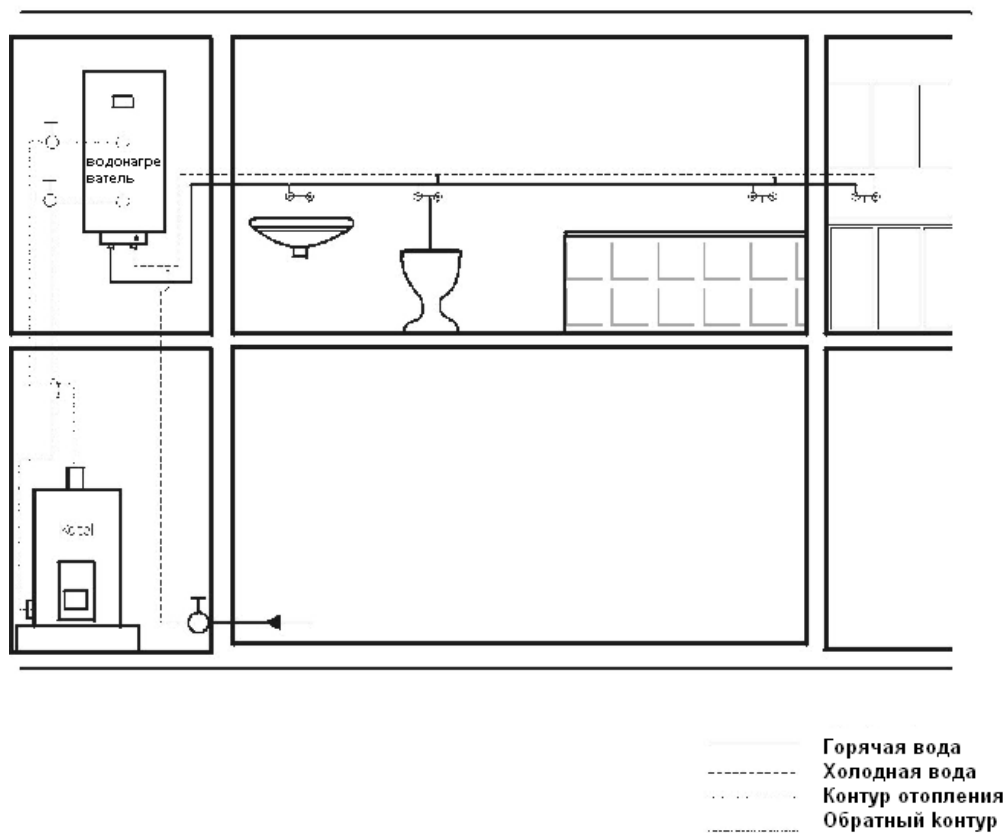 водонагре
ватель
Kotel
Горячая вода
Холодная вода
Контур отопления
Обратный контур